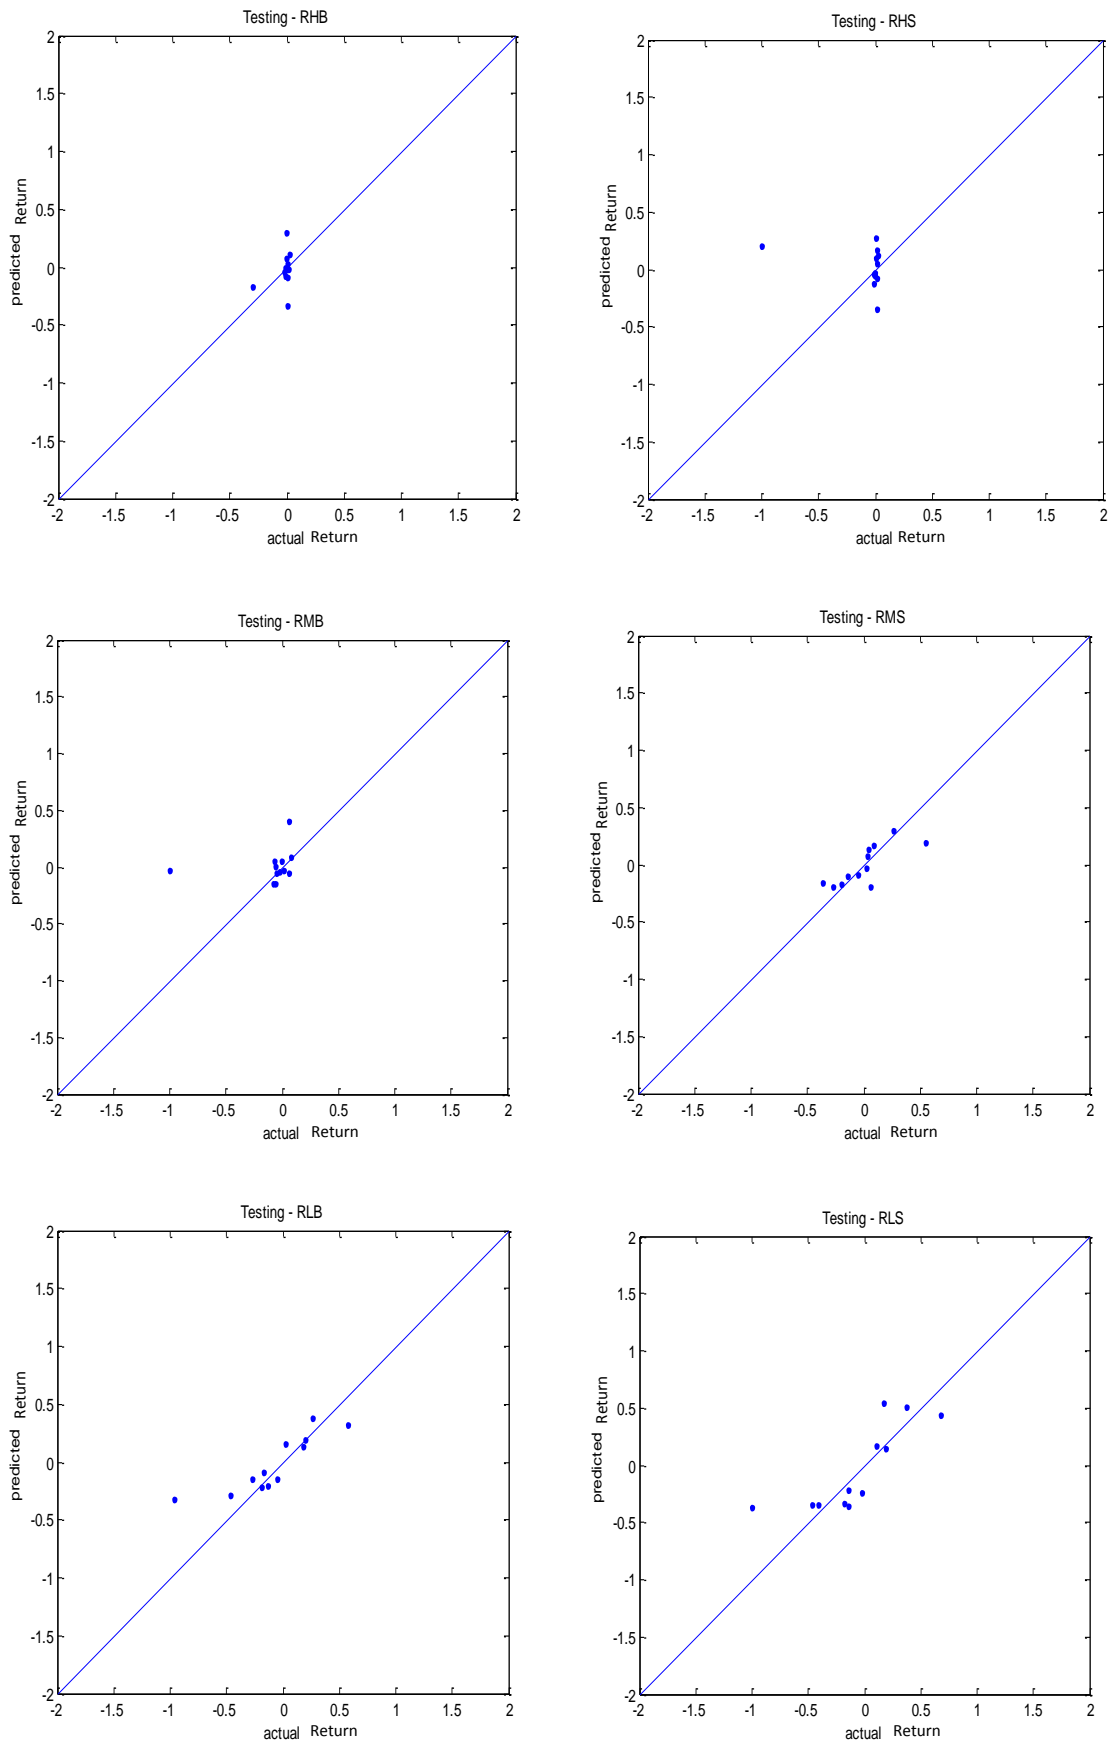 Testing - RHB
2
1.5
1
0.5
0
-0.5
-1
-1.5
-2
predicted Return
-2 -1.5 -1 -0.5 0 0.5 1 1.5 2
actual Return
Testing - RHS
2
1.5
1
0.5
0
-0.5
-1
-1.5
-2
predicted Return
-2 -1.5 -1 -0.5 0 0.5 1 1.5 2
actual Return
Testing - RMB
2
1.5
1
0.5
0
-0.5
-1
-1.5
-2
predicted Return
-2 -1.5 -1 -0.5 0 0.5 1 1.5 2
actual Return
Testing - RMS
2
1.5
1
0.5
0
-0.5
-1
-1.5
-2
predicted Return
-2 -1.5 -1 -0.5 0 0.5 1 1.5 2
actual Return
Testing - RLB
2
1.5
1
0.5
0
-0.5
-1
-1.5
-2
predicted Return
-2 -1.5 -1 -0.5 0 0.5 1 1.5 2
actual Return
Testing - RLS
2
1.5
1
0.5
0
-0.5
-1
-1.5
-2
predicted Return
-2 -1.5 -1 -0.5 0 0.5 1 1.5 2
actual Return